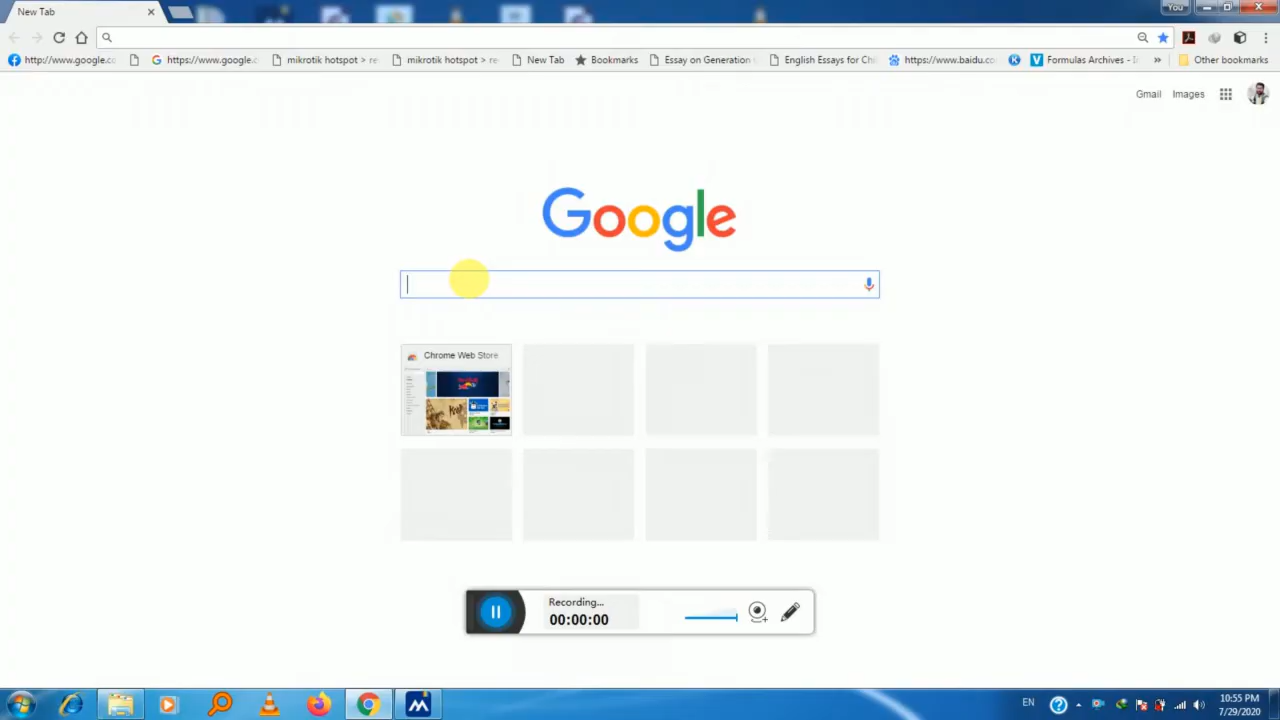 New Tab
You
http://www.google.co
https://www.google.
mikrotik hotspot > re
mikrotik hotspot > re
New Tab
Bookmarks
Essay on Generation
English Essays for Chi
https://www.baidu.co
Formulas Archives - I
»
Other bookmarks
Gmail
Images
Google
Chrome Web Store
Recording...
00:00:00
EN
10:55 PM
7/29/2020